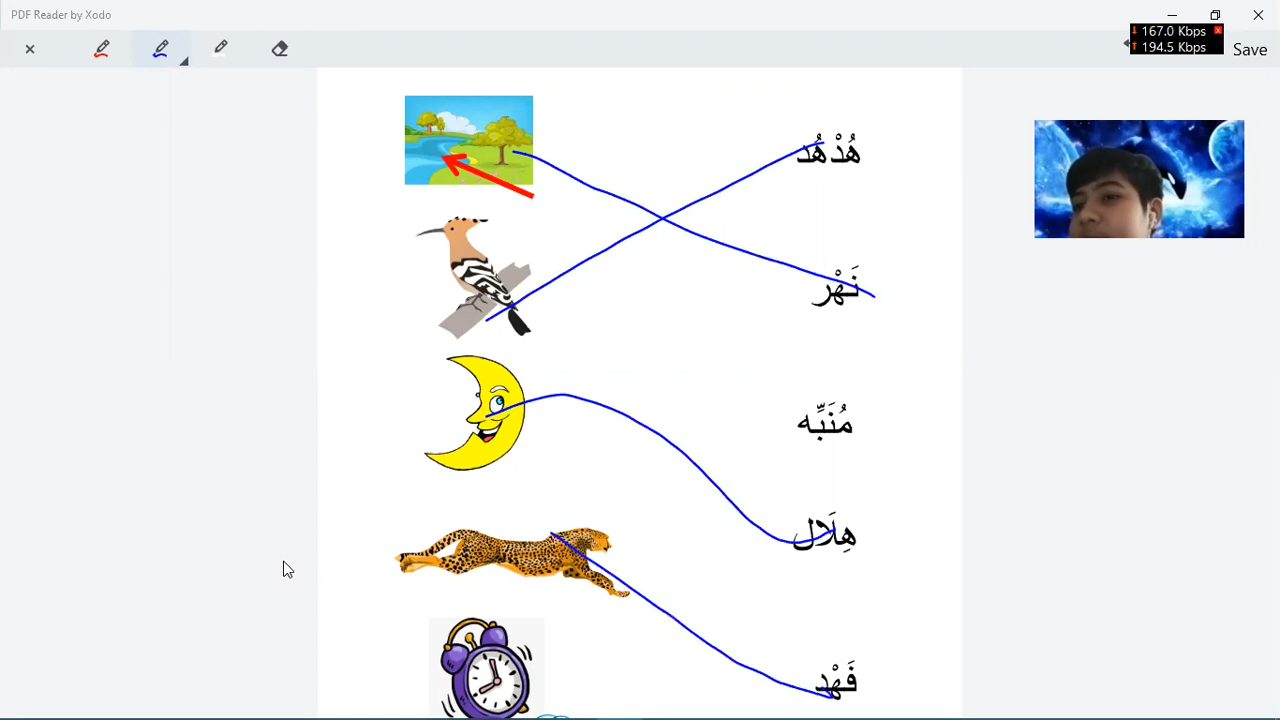 PDF Reader by Xodo
167.0 Kbps
194.5 Kbps
Save
هُدْهُد
نَهْر
مُنَبِّه
هِلَال
فَهْد